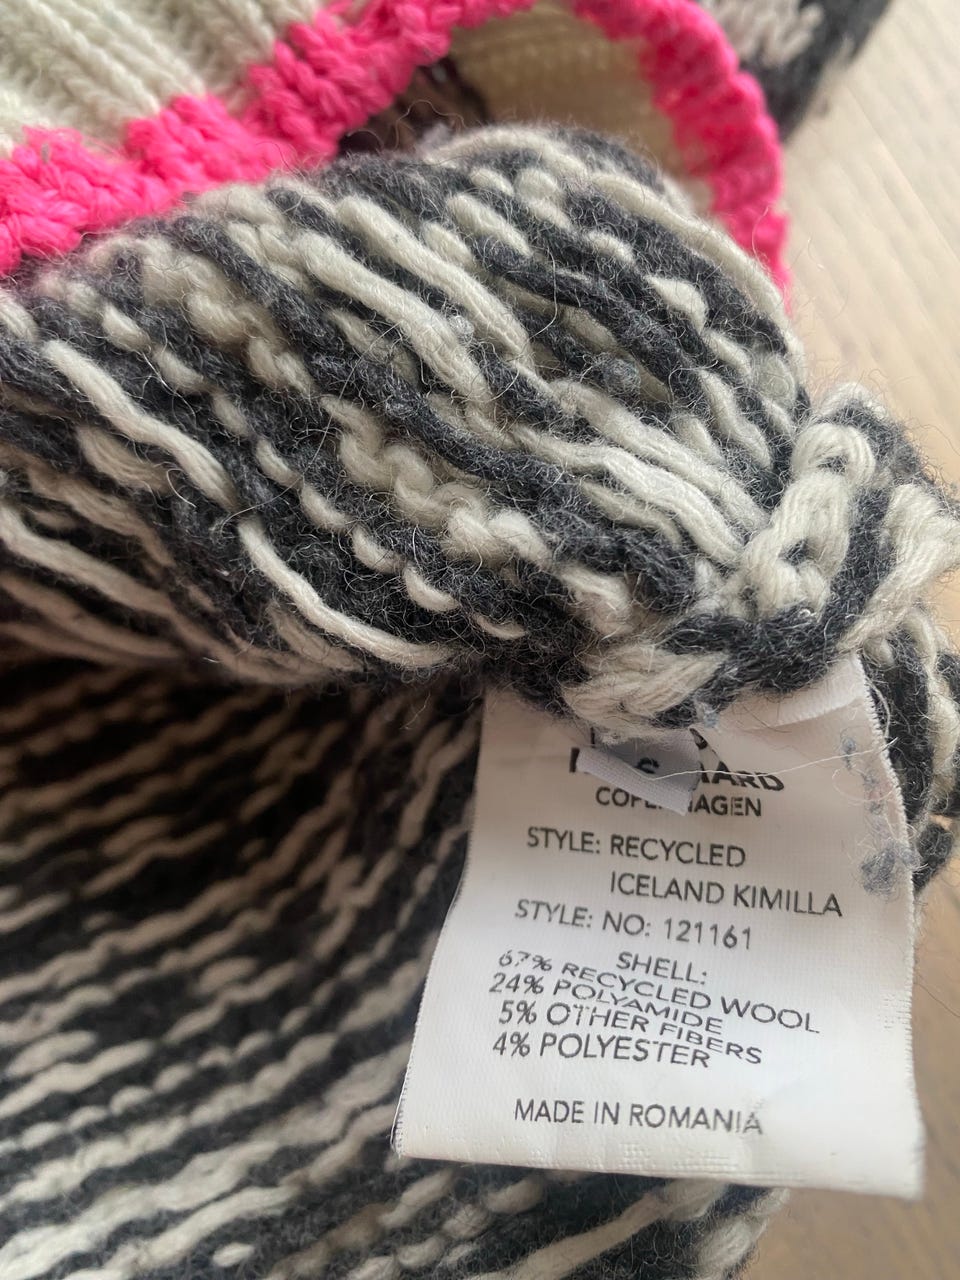 S
COPENHAGEN
STYLE: RECYCLED
ICELAND KIMILLA
STYLE: NO: 121161
SHELL:
67% RECYCLED WOOL
24% POLYAMIDE
5% OTHER FIBERS
4% POLYESTER
MADE IN ROMANIA